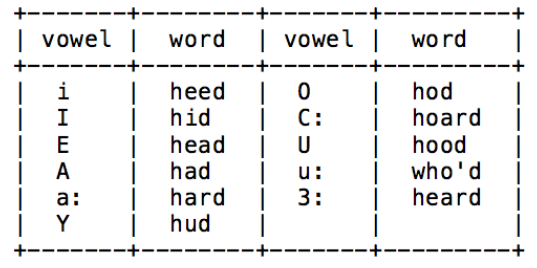 +-------+--------+-------+---------+
| vowel | word | vowel | word |
+-------+--------+-------+---------+
| i | heed | O | hod |
| I | hid | C: | hoard |
| E | head | U | hood |
| A | had | u: | who'd |
| a: | hard | 3: | heard |
| Y | hud | | |
+-------+--------+-------+---------+